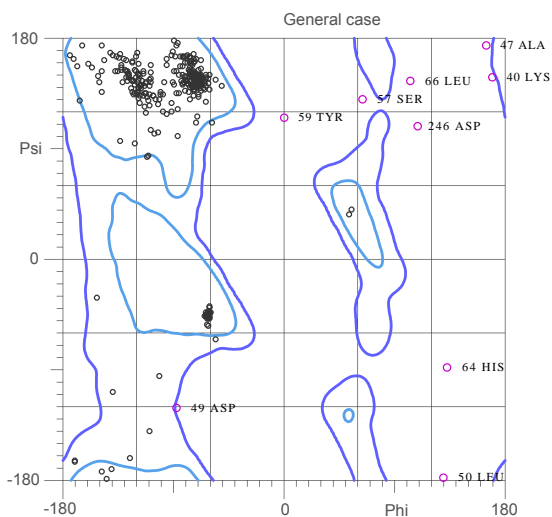 General case
180
47 ALA
40 LYS
66 LEU
57 SER
59 TYR
246 ASP
Psi
0
64 HIS
49 ASP
50 LEU
-180
-180
0
Phi
180